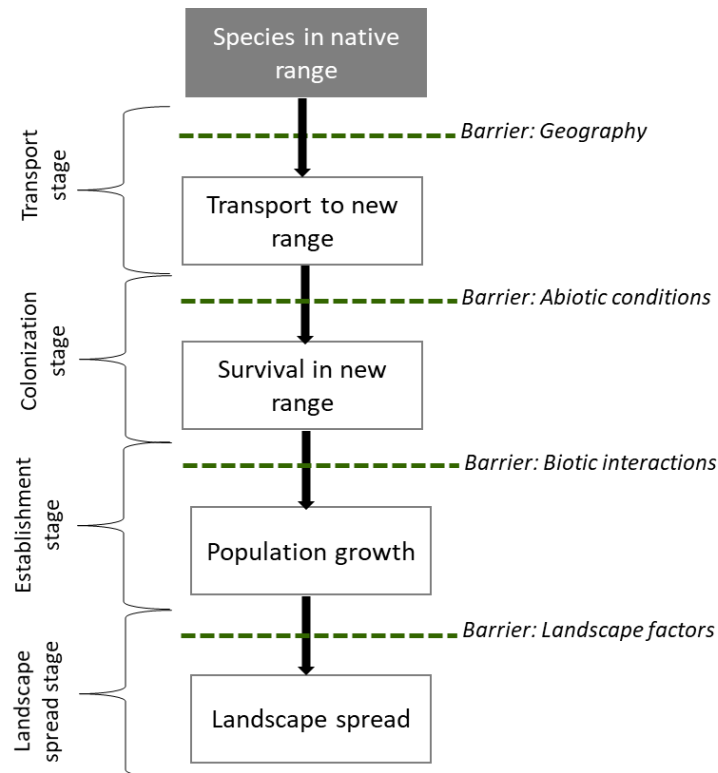 Species in native
range
Barrier: Geography
Transport
stage
Transport to new
range
Barrier: Abiotic conditions
Colonization
stage
Survival in new
range
Barrier: Biotic interactions
Establishment
stage
Population growth
Barrier: Landscape factors
Landscape
spread stage
Landscape spread